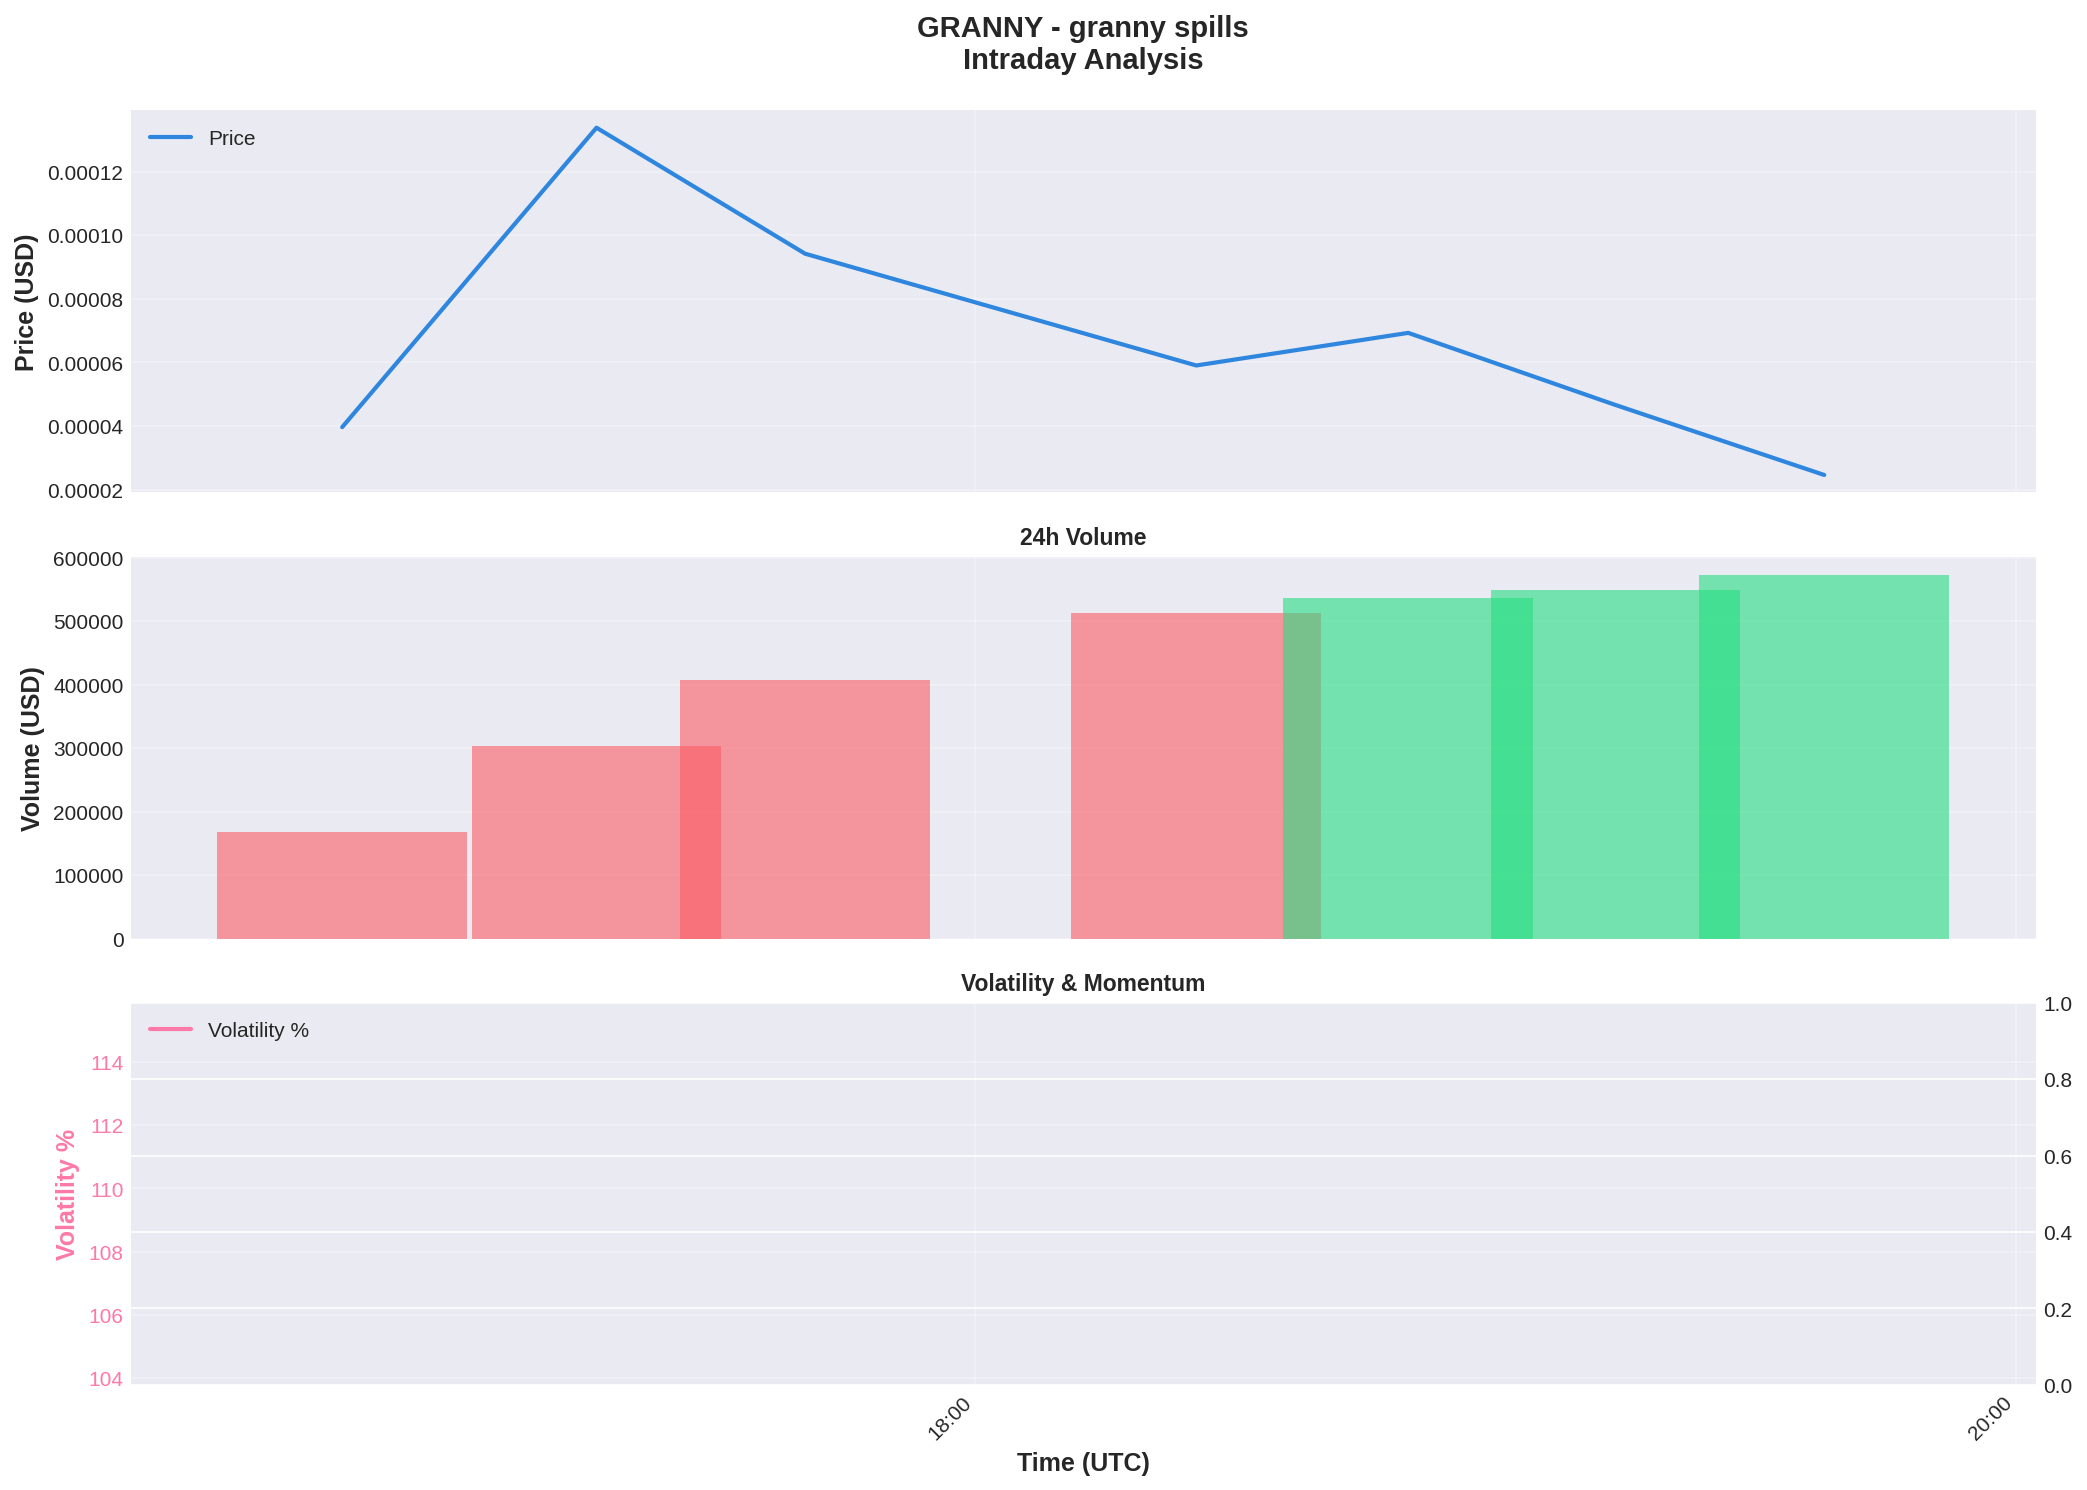 GRANNY - granny spills
Intraday Analysis
Price
Price (USD)
0.00012
0.00010
0.00008
0.00006
0.00004
0.00002
24h Volume
Volume (USD)
600000
500000
400000
300000
200000
100000
0
Volatility & Momentum
Volatility %
Volatility %
114
112
110
108
106
104
1.0
0.8
0.6
0.4
0.2
0.0
18:00
20:00
Time (UTC)